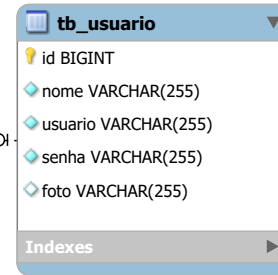 tb_usuario
id BIGINT
nome VARCHAR(255)
usuario VARCHAR(255)
senha VARCHAR(255)
foto VARCHAR(255)
Indexes